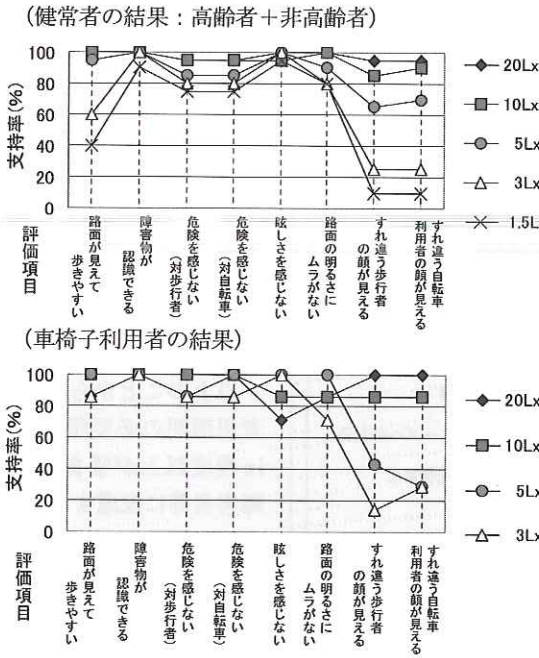 (健常者の結果：高齢者＋非高齢者)
支持率(%)
100
80
60
40
20
0
20Lx
10Lx
5Lx
3Lx
1.5L
評価項目
路面が見えて
歩きやすい
障害物が
認識できる
危険を感じない
(対歩行者)
危険を感じない
(対自転車)
眩しさを感じない
路面の明るさに
ムラがない
すれ違う歩行者
の顔が見える
すれ違う自転車
利用者の顔が見える
(車椅子利用者の結果)
支持率(%)
100
80
60
40
20
0
20Lx
10Lx
5Lx
3Lx
評価項目
路面が見えて
歩きやすい
障害物が
認識できる
危険を感じない
(対歩行者)
危険を感じない
(対自転車)
眩しさを感じない
路面の明るさに
ムラがない
すれ違う歩行者
の顔が見える
すれ違う自転車
利用者の顔が見える